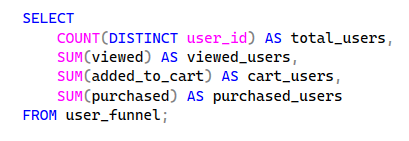 SELECT
    COUNT(DISTINCT user_id) AS total_users,
    SUM(viewed) AS viewed_users,
    SUM(added_to_cart) AS cart_users,
    SUM(purchased) AS purchased_users
FROM user_funnel;